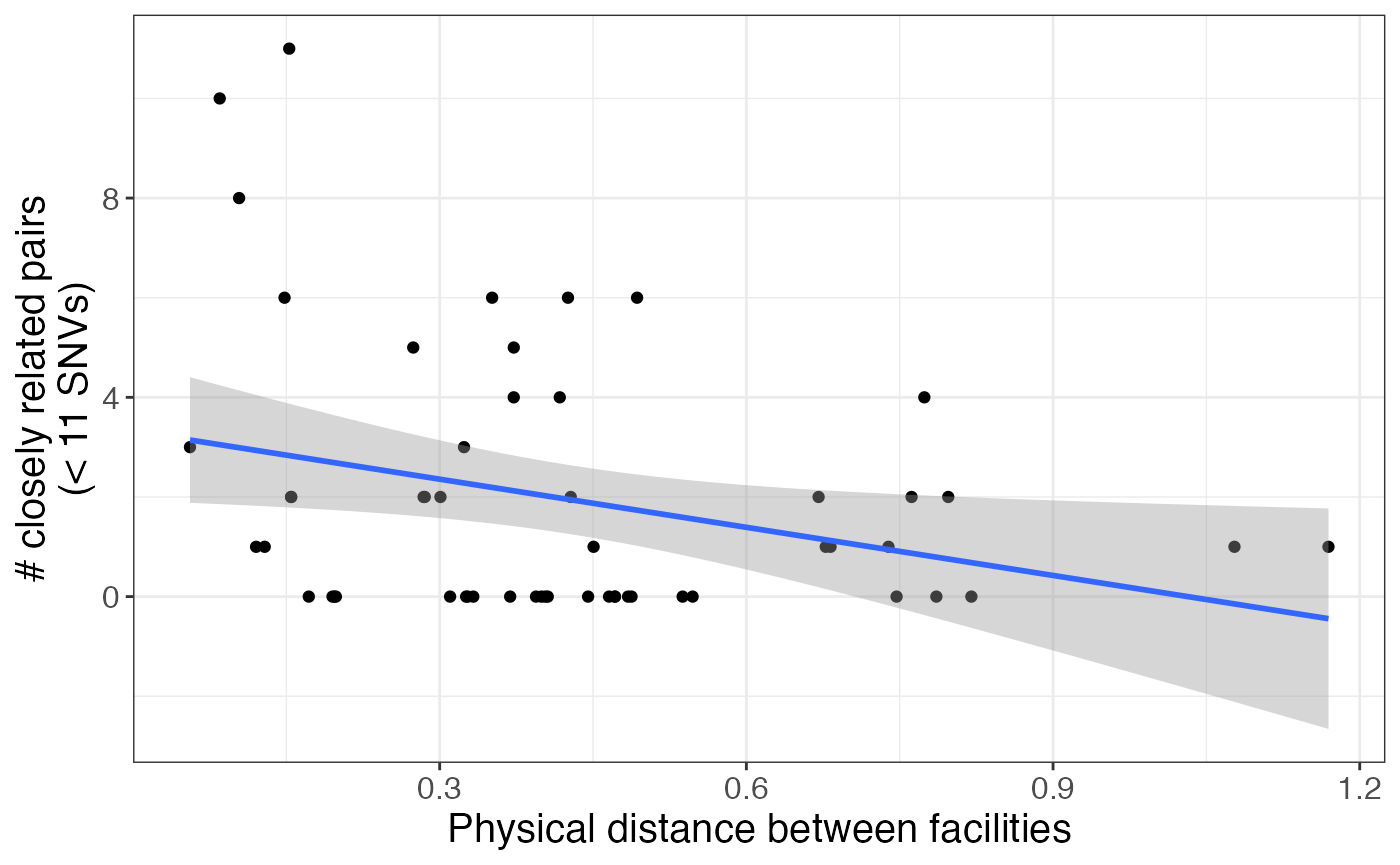 # closely related pairs
(< 11 SNVs)
8
4
0
0.3
0.6
0.9
1.2
Physical distance between facilities